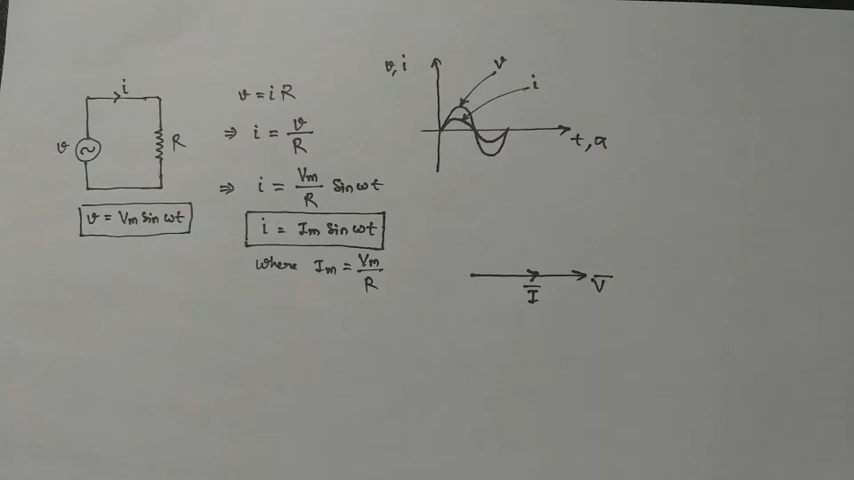 i
v
R
v = Vm sin ωt
v = i R
⇒ i = v/R
⇒ i = Vm/R sin ωt
i = Im sin ωt
where Im = Vm/R
v, i
v
i
t, α
I̅
V̅